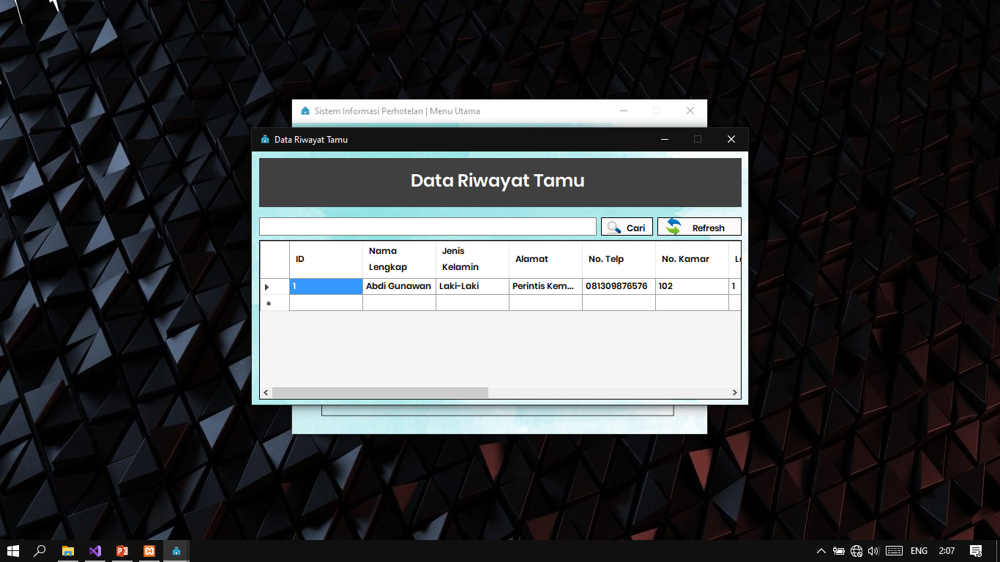 Sistem Informasi Perhotelan | Menu Utama
Data Riwayat Tamu
Data Riwayat Tamu
Cari
Refresh
ID
Nama Lengkap
Jenis Kelamin
Alamat
No. Telp
No. Kamar
1
Abdi Gunawan
Laki-Laki
Perintis Kem...
081309876576
102
1
ENG
2:07